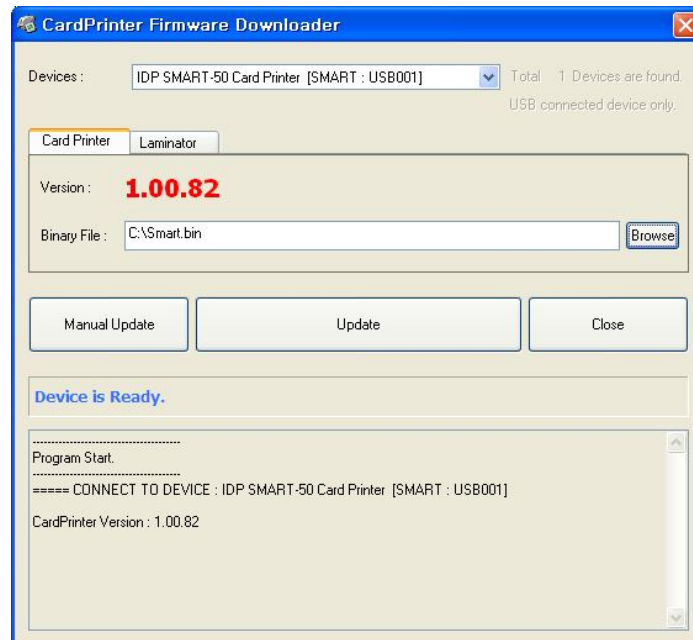 CardPrinter Firmware Downloader
Devices : IDP SMART-50 Card Printer [SMART : USB001] Total 1 Devices are found.
USB connected device only.
Card Printer Laminator
Version : 1.00.82
Binary File : C:\Smart.bin Browse
Manual Update Update Close
Device is Ready.
----------------------------------------
Program Start.
----------------------------------------
===== CONNECT TO DEVICE : IDP SMART-50 Card Printer [SMART : USB001]
CardPrinter Version : 1.00.82